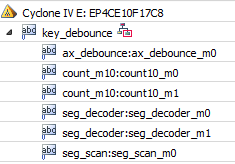 Cyclone IV E: EP4CE10F17C8
abd key_debounce
abd ax_debounce:ax_debounce_m0
abd count_m10:count10_m0
abd count_m10:count10_m1
abd seg_decoder:seg_decoder_m0
abd seg_decoder:seg_decoder_m1
abd seg_scan:seg_scan_m0